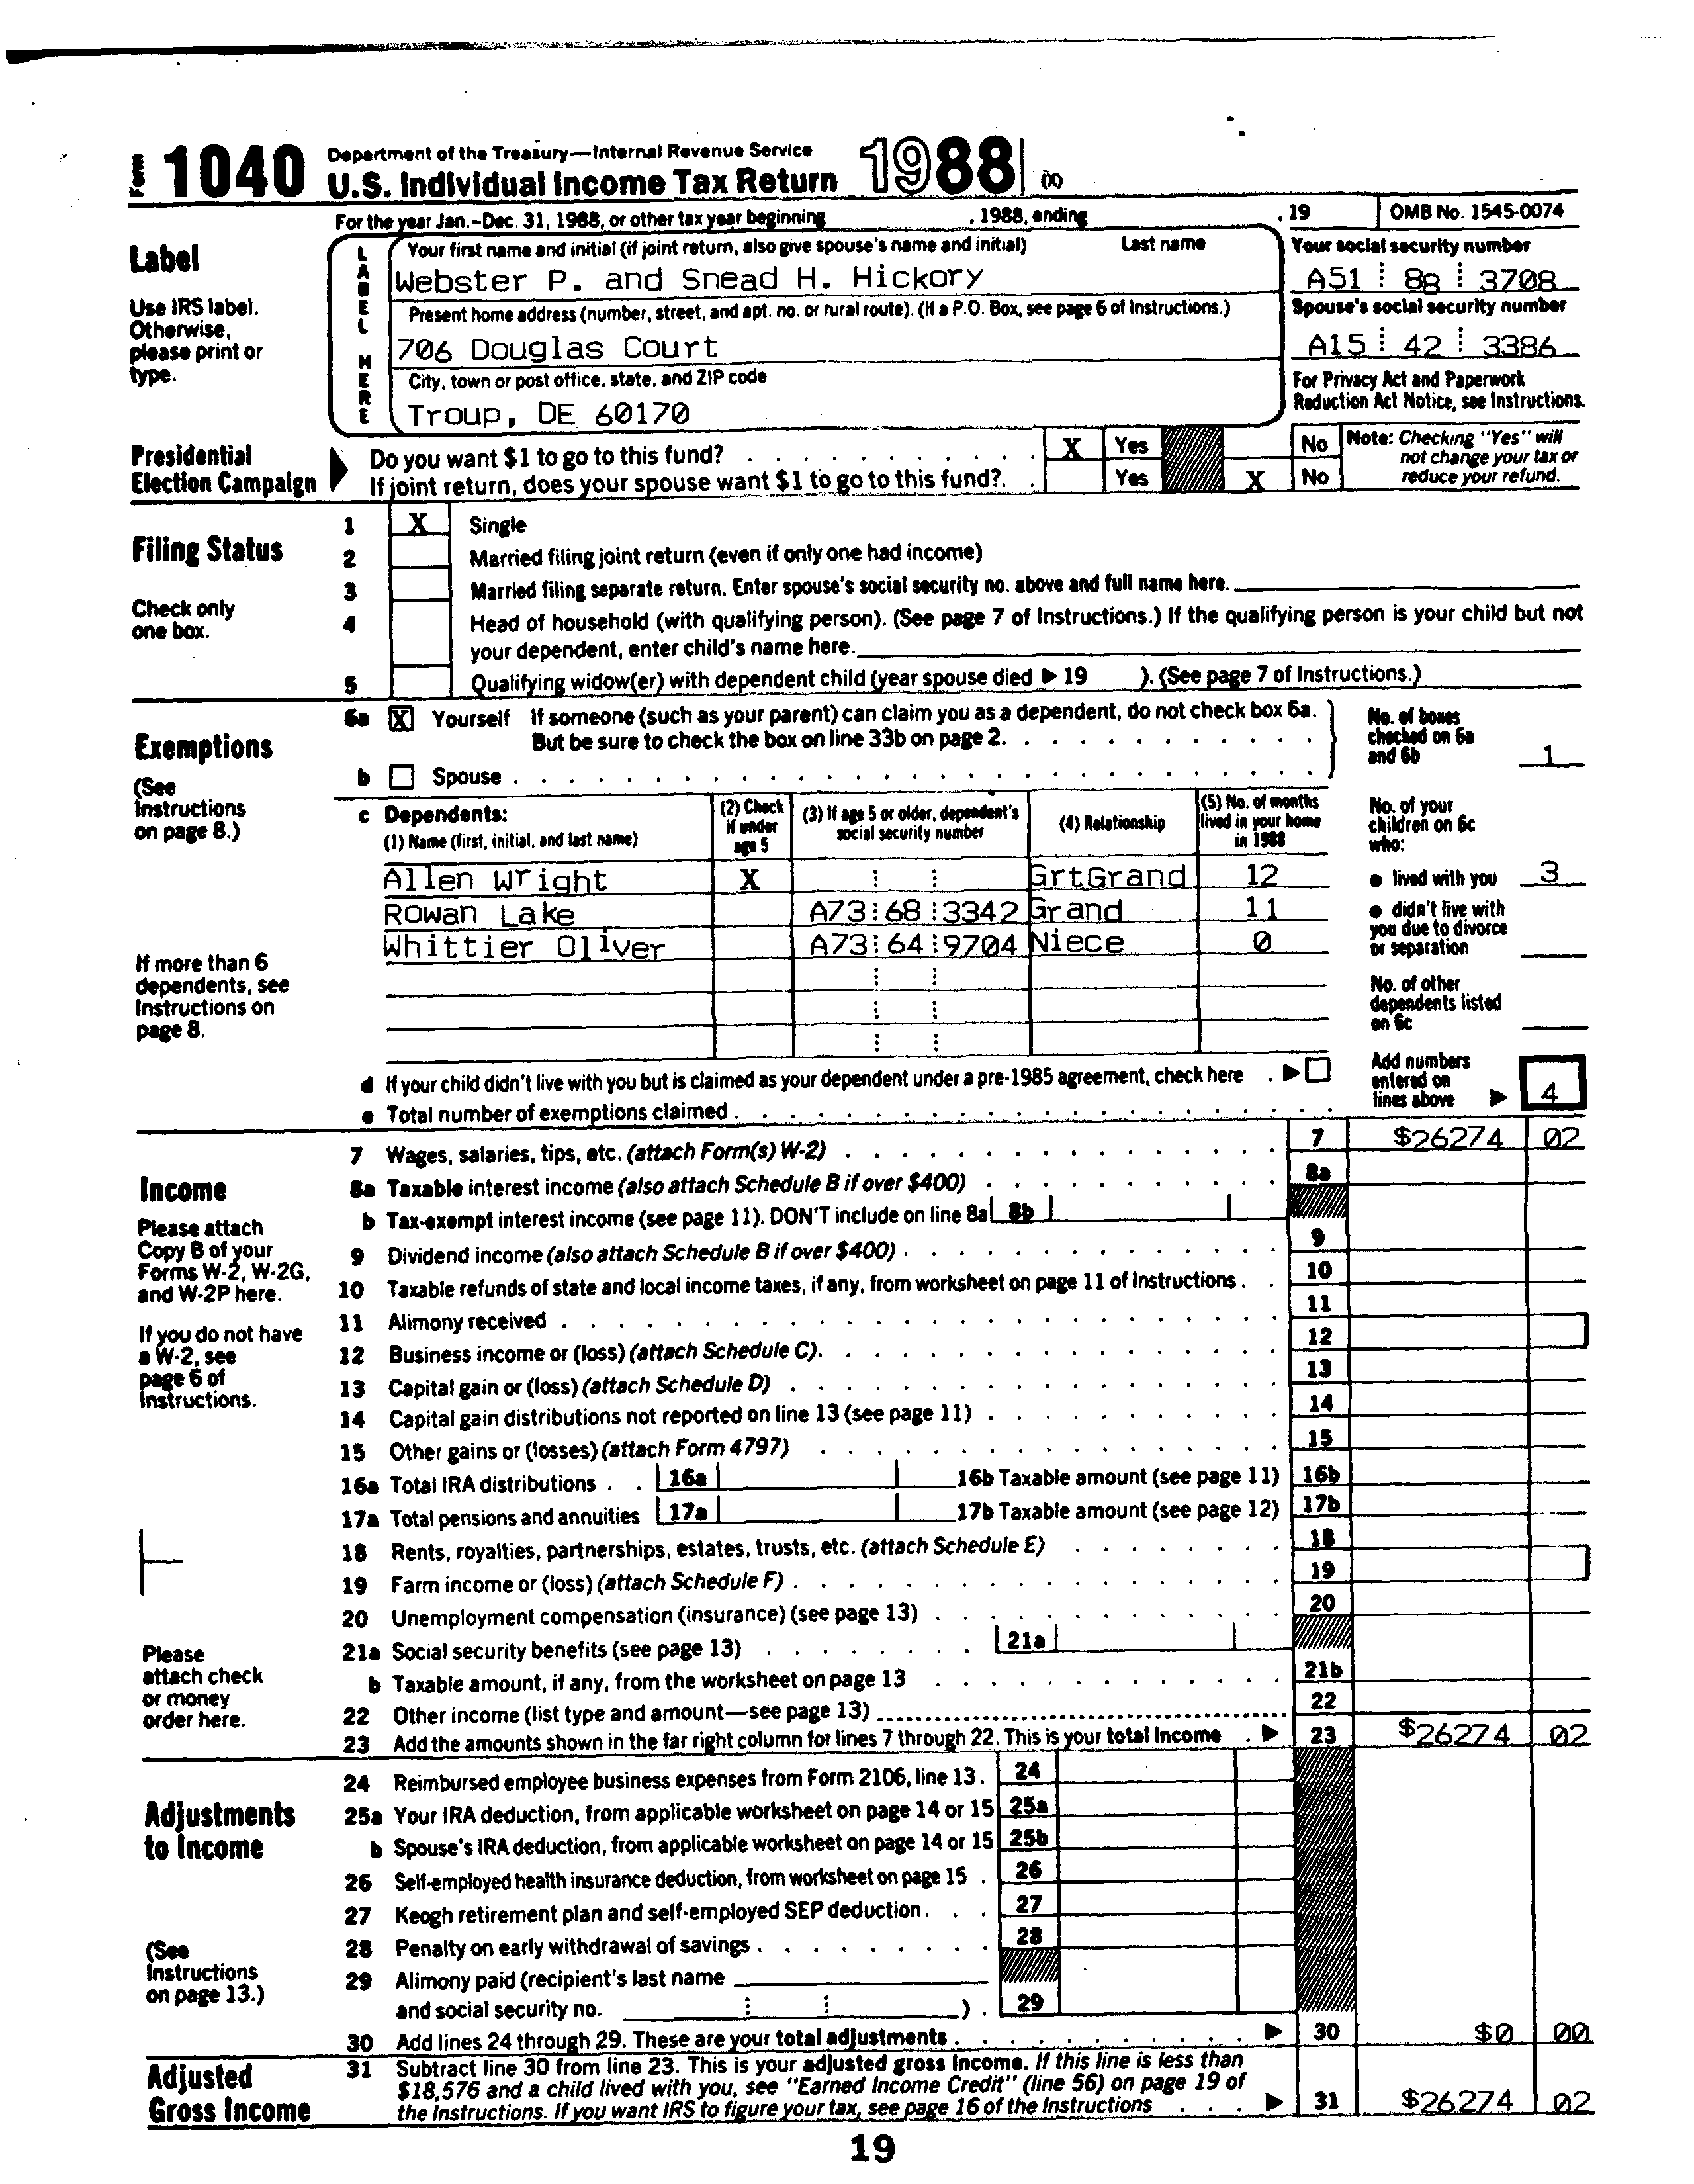 Form 1040 Department of the Treasury—Internal Revenue Service
U.S. Individual Income Tax Return 1988 (X)
For the year Jan.-Dec. 31, 1988, or other tax year beginning , 1988, ending , 19 OMB No. 1545-0074
Label
Use IRS label.
Otherwise,
please print or
type.
LABEL HERE
Your first name and initial (if joint return, also give spouse's name and initial) Last name
Webster P. and Snead H. Hickory
Your social security number
A51 88 3708
Present home address (number, street, and apt. no. or rural route). (If a P.O. Box, see page 6 of Instructions.)
706 Douglas Court
Spouse's social security number
A15 42 3386
City, town or post office, state, and ZIP code
Troup, DE 60170
For Privacy Act and Paperwork
Reduction Act Notice, see Instructions.
Presidential
Election Campaign
Do you want $1 to go to this fund? X Yes No
If joint return, does your spouse want $1 to go to this fund?. Yes X No
Note: Checking "Yes" will
not change your tax or
reduce your refund.
Filing Status
Check only
one box.
1 X Single
2 Married filing joint return (even if only one had income)
3 Married filing separate return. Enter spouse's social security no. above and full name here.
4 Head of household (with qualifying person). (See page 7 of Instructions.) If the qualifying person is your child but not
your dependent, enter child's name here.
5 Qualifying widow(er) with dependent child (year spouse died ▶ 19 ). (See page 7 of Instructions.)
Exemptions
(See
Instructions
on page 8.)
If more than 6
dependents, see
Instructions on
page 8.
6a X Yourself If someone (such as your parent) can claim you as a dependent, do not check box 6a.
But be sure to check the box on line 33b on page 2.
b Spouse
No. of boxes
checked on 6a
and 6b 1
c Dependents:
(1) Name (first, initial, and last name)
(2) Check
if under
age 5
(3) If age 5 or older, dependent's
social security number
(4) Relationship
(5) No. of months
lived in your home
in 1988
Allen Wright X GrtGrand 12
Rowan Lake A73 68 3342 Grand 11
Whittier Oliver A73 64 9704 Niece 0
No. of your
children on 6c
who:
● lived with you 3
● didn't live with
you due to divorce
or separation
No. of other
dependents listed
on 6c
d If your child didn't live with you but is claimed as your dependent under a pre-1985 agreement, check here ▶
e Total number of exemptions claimed
Add numbers
entered on
lines above ▶ 4
Income
Please attach
Copy B of your
Forms W-2, W-2G,
and W-2P here.
If you do not have
a W-2, see
page 6 of
Instructions.
Please
attach check
or money
order here.
7 Wages, salaries, tips, etc. (attach Form(s) W-2) 7 $26274 02
8a Taxable interest income (also attach Schedule B if over $400) 8a
b Tax-exempt interest income (see page 11). DON'T include on line 8a 8b
9 Dividend income (also attach Schedule B if over $400) 9
10 Taxable refunds of state and local income taxes, if any, from worksheet on page 11 of Instructions 10
11 Alimony received 11
12 Business income or (loss) (attach Schedule C). 12
13 Capital gain or (loss) (attach Schedule D) 13
14 Capital gain distributions not reported on line 13 (see page 11) 14
15 Other gains or (losses) (attach Form 4797) 15
16a Total IRA distributions 16a 16b Taxable amount (see page 11) 16b
17a Total pensions and annuities 17a 17b Taxable amount (see page 12) 17b
18 Rents, royalties, partnerships, estates, trusts, etc. (attach Schedule E) 18
19 Farm income or (loss) (attach Schedule F) 19
20 Unemployment compensation (insurance) (see page 13) 20
21a Social security benefits (see page 13) 21a
b Taxable amount, if any, from the worksheet on page 13 21b
22 Other income (list type and amount—see page 13) 22
23 Add the amounts shown in the far right column for lines 7 through 22. This is your total income ▶ 23 $26274 02
Adjustments
to Income
(See
Instructions
on page 13.)
24 Reimbursed employee business expenses from Form 2106, line 13. 24
25a Your IRA deduction, from applicable worksheet on page 14 or 15 25a
b Spouse's IRA deduction, from applicable worksheet on page 14 or 15 25b
26 Self-employed health insurance deduction, from worksheet on page 15 26
27 Keogh retirement plan and self-employed SEP deduction 27
28 Penalty on early withdrawal of savings 28
29 Alimony paid (recipient's last name
and social security no. ) 29
30 Add lines 24 through 29. These are your total adjustments ▶ 30 $0 00
Adjusted
Gross Income
31 Subtract line 30 from line 23. This is your adjusted gross income. If this line is less than
$18,576 and a child lived with you, see "Earned Income Credit" (line 56) on page 19 of
the Instructions. If you want IRS to figure your tax, see page 16 of the Instructions ▶ 31 $26274 02
19